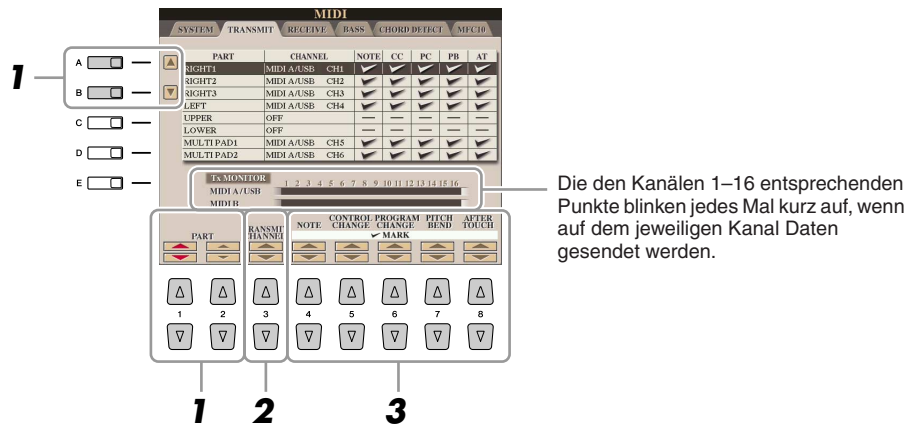 MIDI
SYSTEM TRANSMIT RECEIVE BASS CHORD DETECT MFC10
PART CHANNEL NOTE CC PC PB AT
RIGHT1 MIDI A/USB CH1
RIGHT2 MIDI A/USB CH2
RIGHT3 MIDI A/USB CH3
LEFT MIDI A/USB CH4
UPPER OFF — — — — —
LOWER OFF — — — — —
MULTI PAD1 MIDI A/USB CH5
MULTI PAD2 MIDI A/USB CH6
1
A
B
C
D
E
Tx MONITOR
1 2 3 4 5 6 7 8 9 10 11 12 13 14 15 16
MIDI A/USB
MIDI B
Die den Kanälen 1–16 entsprechenden
Punkte blinken jedes Mal kurz auf, wenn
auf dem jeweiligen Kanal Daten
gesendet werden.
PART
TRANSMIT
CHANNEL
NOTE
CONTROL
CHANGE
PROGRAM
CHANGE
PITCH
BEND
AFTER
TOUCH
MARK
1 2 3 4 5 6 7 8
1 2 3